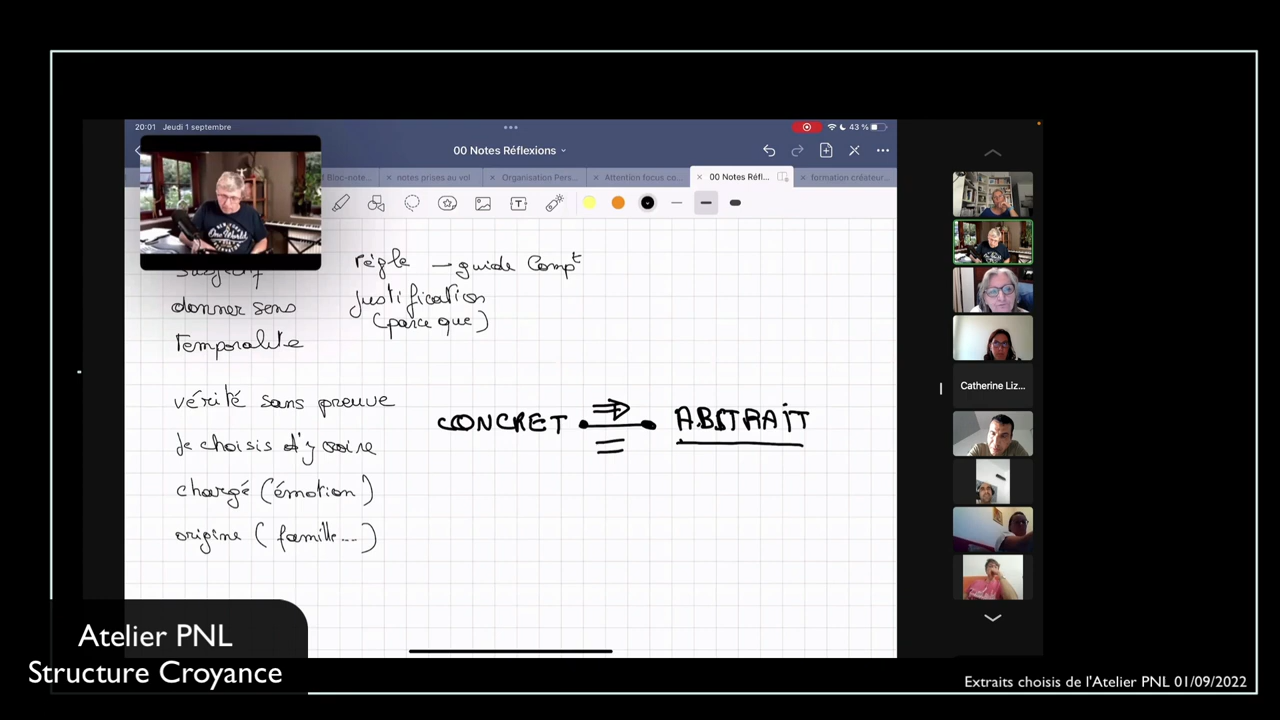 20:01 Jeudi 1 septembre
43 %
00 Notes Réflexions
Bloc-note...
notes prises au vol
Organisation Pers...
Attention focus co...
00 Notes Réfl...
formation créateur...
subjectif
donner sens
Temporalité
règle → guide Compt
justification
(parce que)
vérité sans preuve
je choisis d'y croire
chargé (émotion)
origine (famille...)
CONCRET ⇒ = ABSTRAIT
Catherine Liz...
Atelier PNL
Structure Croyance
Extraits choisis de l'Atelier PNL 01/09/2022